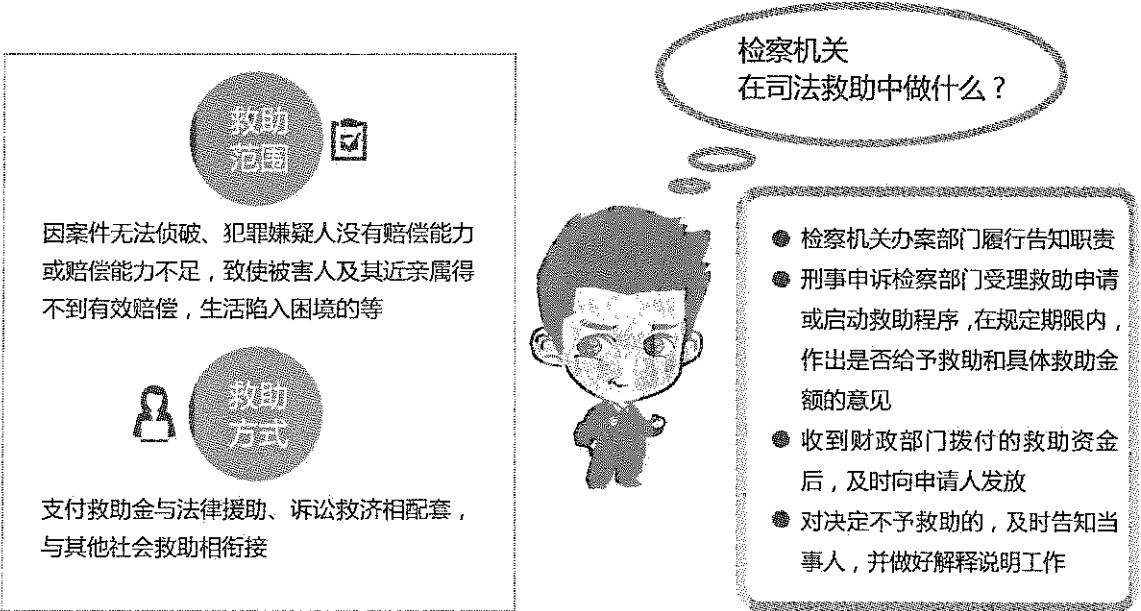 救助
范围
因案件无法侦破、犯罪嫌疑人没有赔偿能力
或赔偿能力不足，致使被害人及其近亲属得
不到有效赔偿，生活陷入困境的等
救助
方式
支付救助金与法律援助、诉讼救济相配套，
与其他社会救助相衔接
检察机关
在司法救助中做什么？
● 检察机关办案部门履行告知职责
● 刑事申诉检察部门受理救助申请
或启动救助程序，在规定期限内，
作出是否给予救助和具体救助金
额的意见
● 收到财政部门拨付的救助资金
后，及时向申请人发放
● 对决定不予救助的，及时告知当
事人，并做好解释说明工作